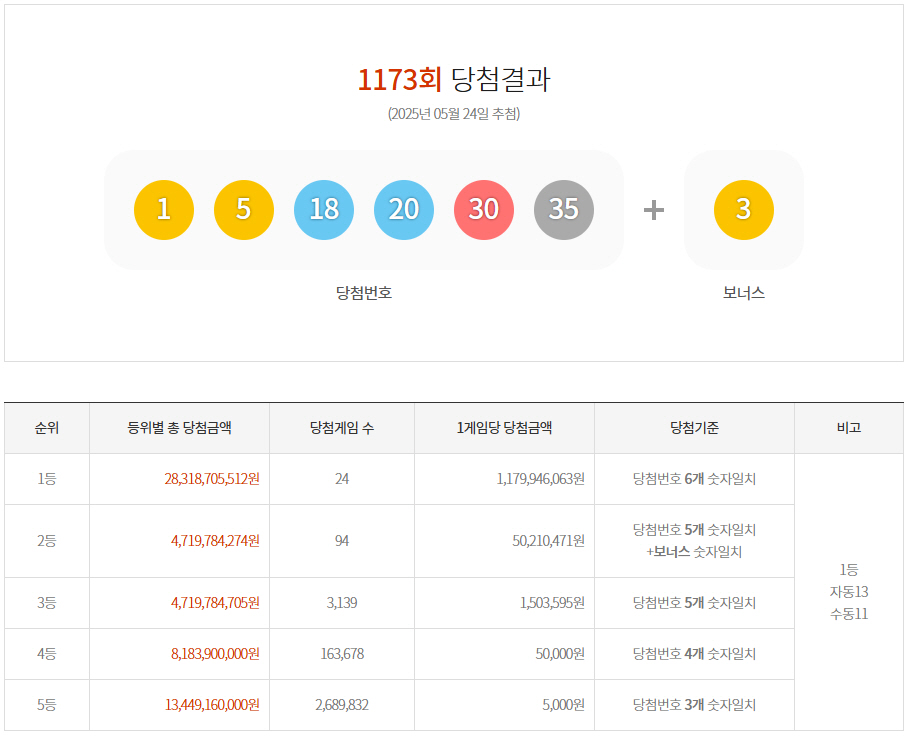 1173회 당첨결과
(2025년 05월 24일 추첨)
1 5 18 20 30 35 + 3
당첨번호 보너스
순위 등위별 총 당첨금액 당첨게임 수 1게임당 당첨금액 당첨기준 비고
1등 28,318,705,512원 24 1,179,946,063원 당첨번호 6개 숫자일치
2등 4,719,784,274원 94 50,210,471원 당첨번호 5개 숫자일치
+보너스 숫자일치
3등 4,719,784,705원 3,139 1,503,595원 당첨번호 5개 숫자일치
4등 8,183,900,000원 163,678 50,000원 당첨번호 4개 숫자일치
5등 13,449,160,000원 2,689,832 5,000원 당첨번호 3개 숫자일치
1등
자동13
수동11